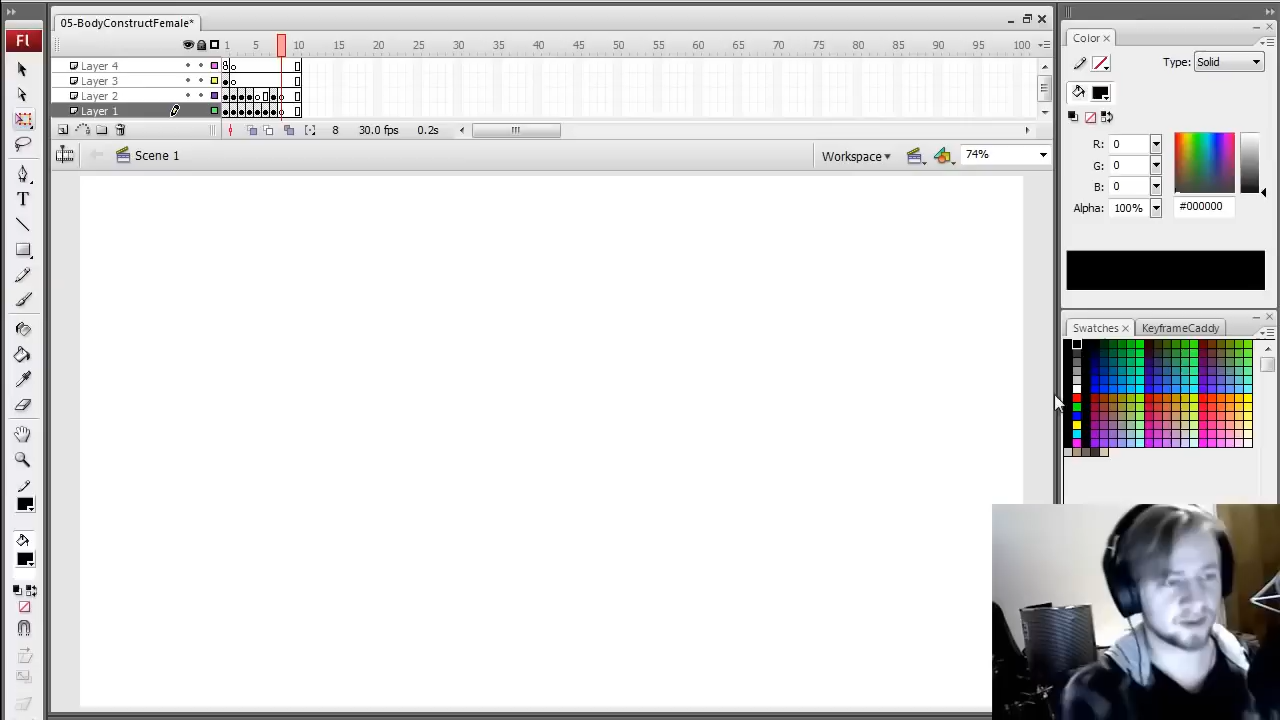 05-BodyConstructFemale*
Fl
1 5 10 15 20 25 30 35 40 45 50 55 60 65 70 75 80 85 90 95 100
Layer 4
Layer 3
Layer 2
Layer 1
8 30.0 fps 0.2s
Scene 1
Workspace
74%
Color
Type: Solid
R: 0
G: 0
B: 0
Alpha: 100% #000000
Swatches KeyframeCaddy
T